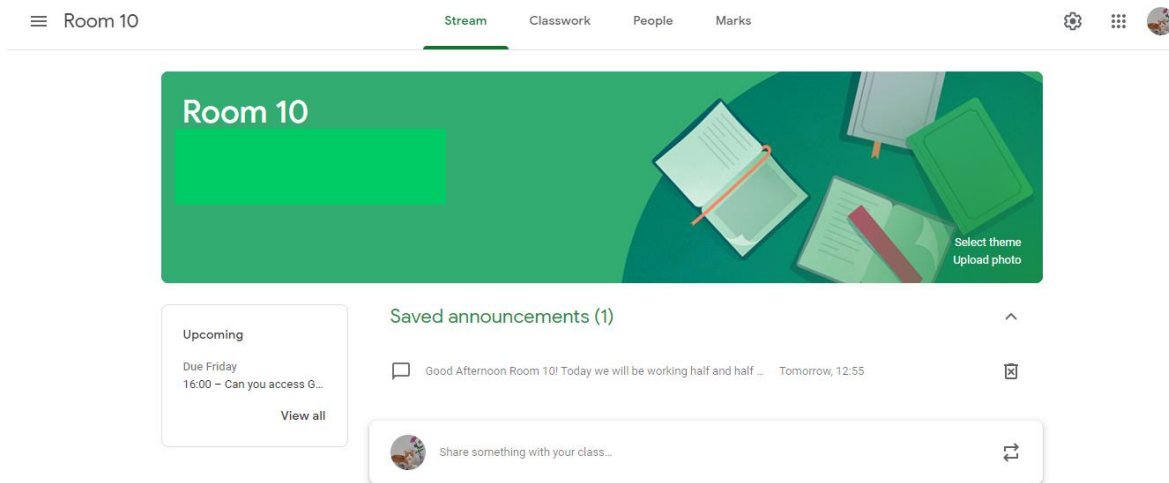 Room 10
Stream Classwork People Marks
Room 10
Select theme
Upload photo
Upcoming
Due Friday
16:00 – Can you access G...
View all
Saved announcements (1)
Good Afternoon Room 10! Today we will be working half and half ... Tomorrow, 12:55
Share something with your class...